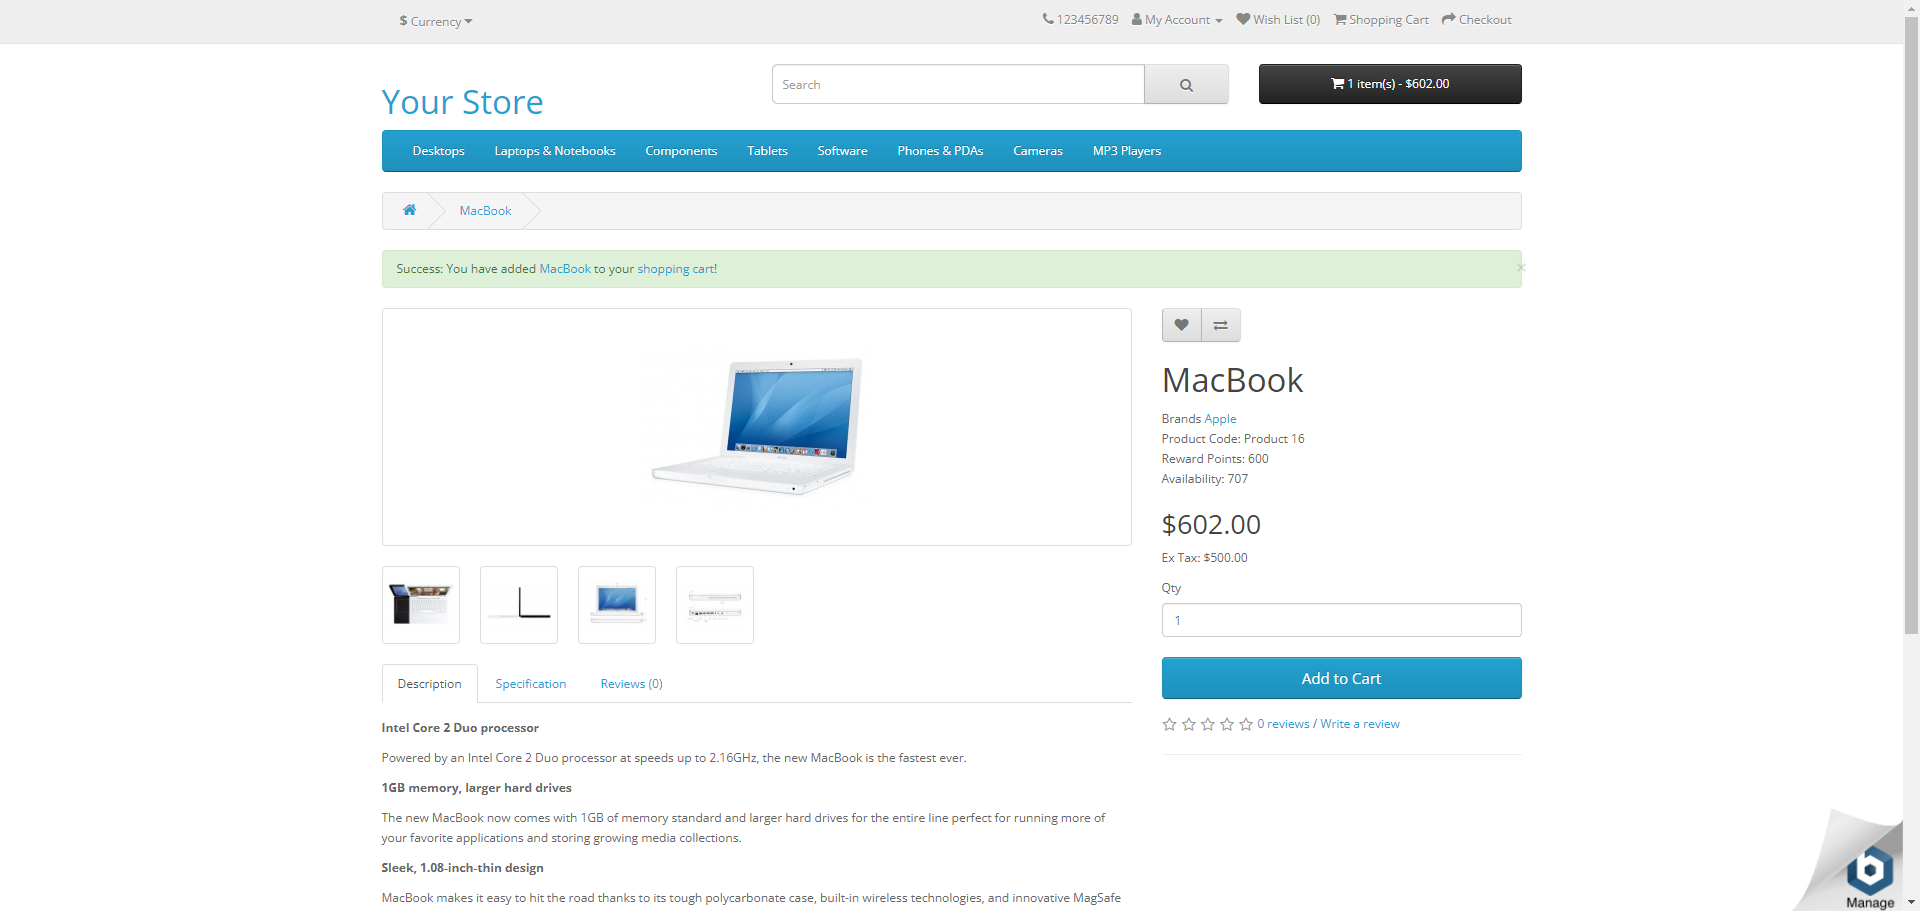 $ Currency
123456789 My Account Wish List (0) Shopping Cart Checkout
Your Store
Search
1 item(s) - $602.00
Desktops Laptops & Notebooks Components Tablets Software Phones & PDAs Cameras MP3 Players
MacBook
Success: You have added MacBook to your shopping cart!
×
MacBook
Brands Apple
Product Code: Product 16
Reward Points: 600
Availability: 707
$602.00
Ex Tax: $500.00
Qty
1
Add to Cart
0 reviews / Write a review
Description Specification Reviews (0)
Intel Core 2 Duo processor
Powered by an Intel Core 2 Duo processor at speeds up to 2.16GHz, the new MacBook is the fastest ever.
1GB memory, larger hard drives
The new MacBook now comes with 1GB of memory standard and larger hard drives for the entire line perfect for running more of
your favorite applications and storing growing media collections.
Sleek, 1.08-inch-thin design
MacBook makes it easy to hit the road thanks to its tough polycarbonate case, built-in wireless technologies, and innovative MagSafe
b
Manage